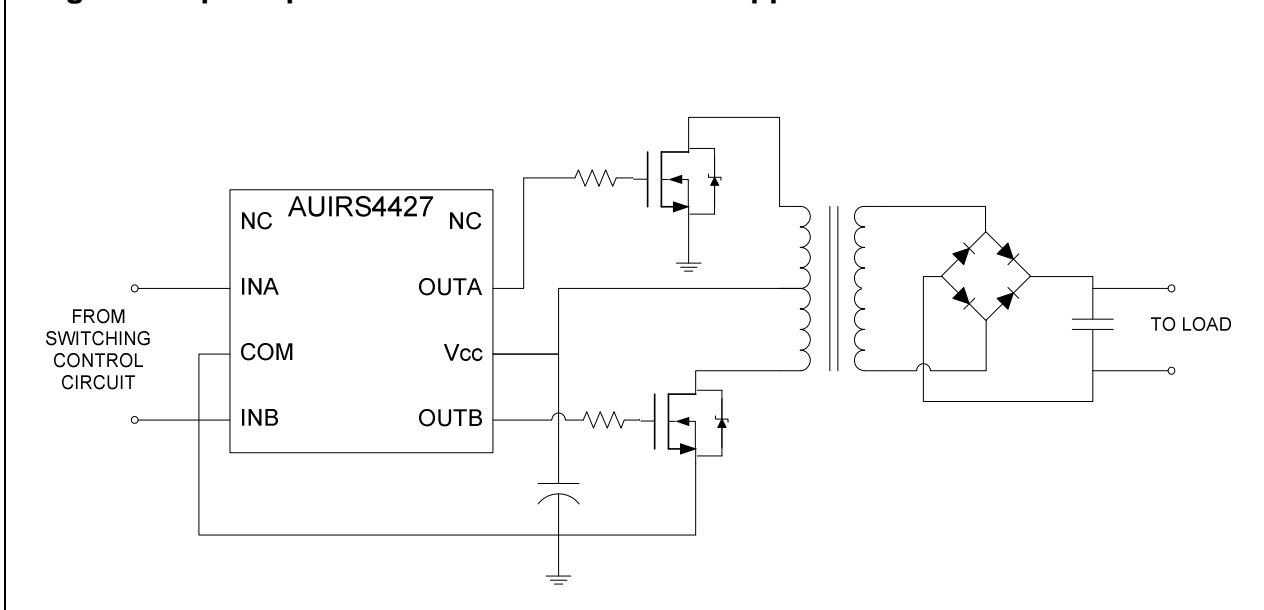 AUIRS4427
NC
NC
INA
OUTA
FROM
SWITCHING
CONTROL
CIRCUIT
COM
Vcc
INB
OUTB
TO LOAD